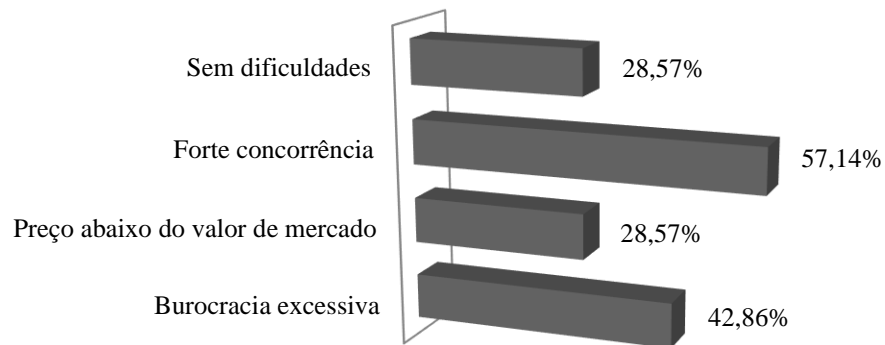 Sem dificuldades
28,57%
Forte concorrência
57,14%
Preço abaixo do valor de mercado
28,57%
Burocracia excessiva
42,86%